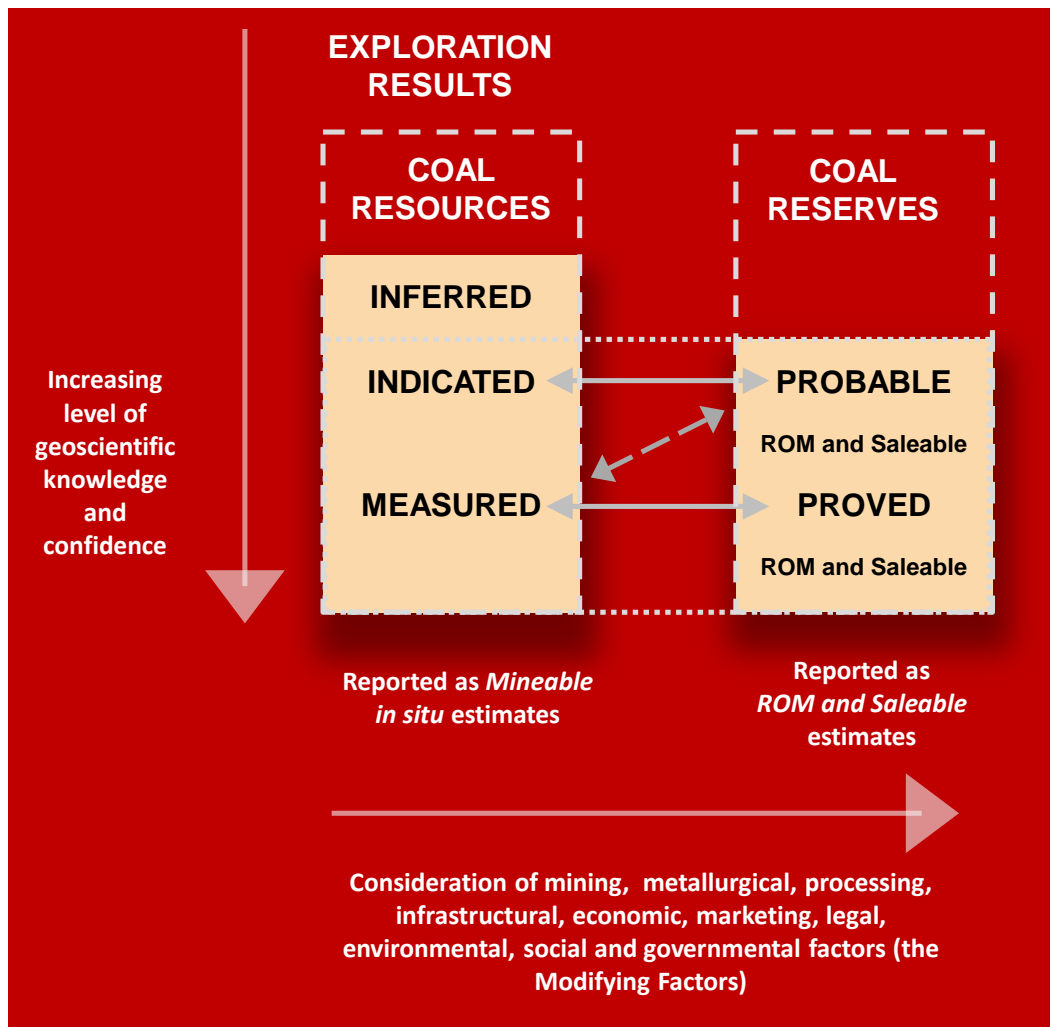 EXPLORATION
RESULTS
COAL
RESOURCES
COAL
RESERVES
INFERRED
INDICATED
PROBABLE
ROM and Saleable
MEASURED
PROVED
ROM and Saleable
Increasing
level of
geoscientific
knowledge
and
confidence
Reported as Mineable
in situ estimates
Reported as
ROM and Saleable
estimates
Consideration of mining, metallurgical, processing,
infrastructural, economic, marketing, legal,
environmental, social and governmental factors (the
Modifying Factors)